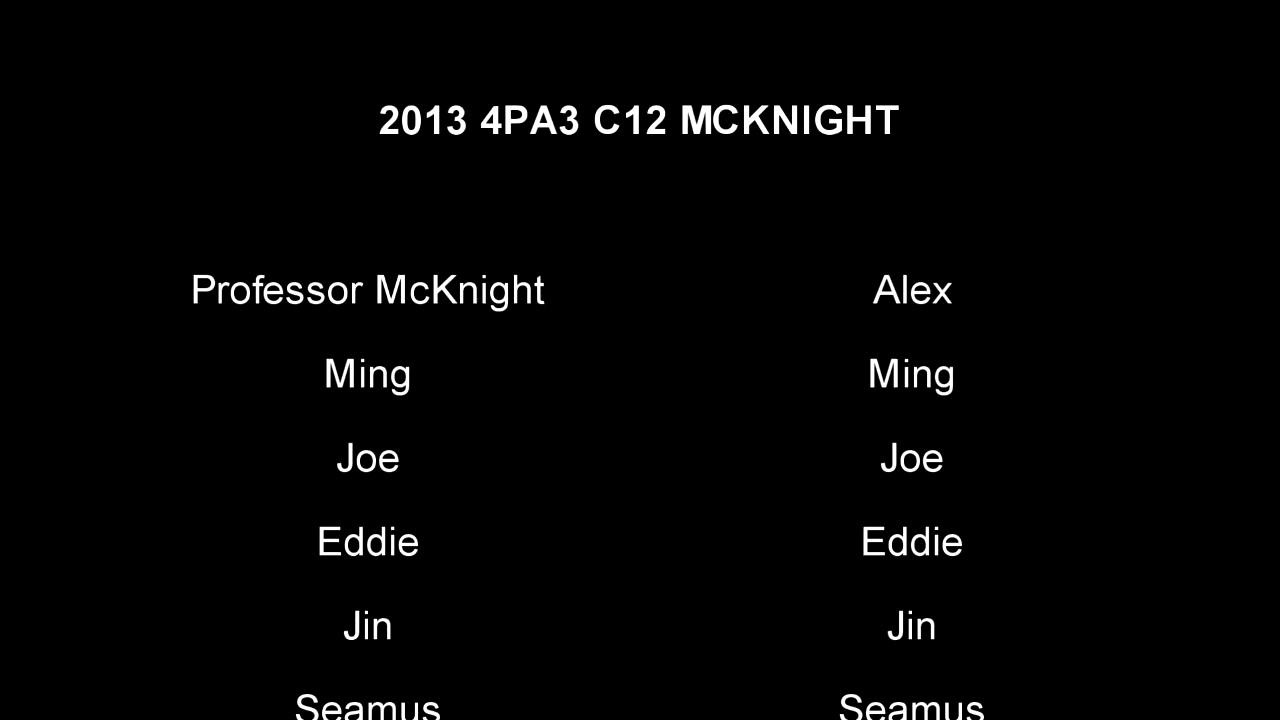 2013 4PA3 C12 MCKNIGHT
Professor McKnight Alex
Ming Ming
Joe Joe
Eddie Eddie
Jin Jin
Seamus Seamus